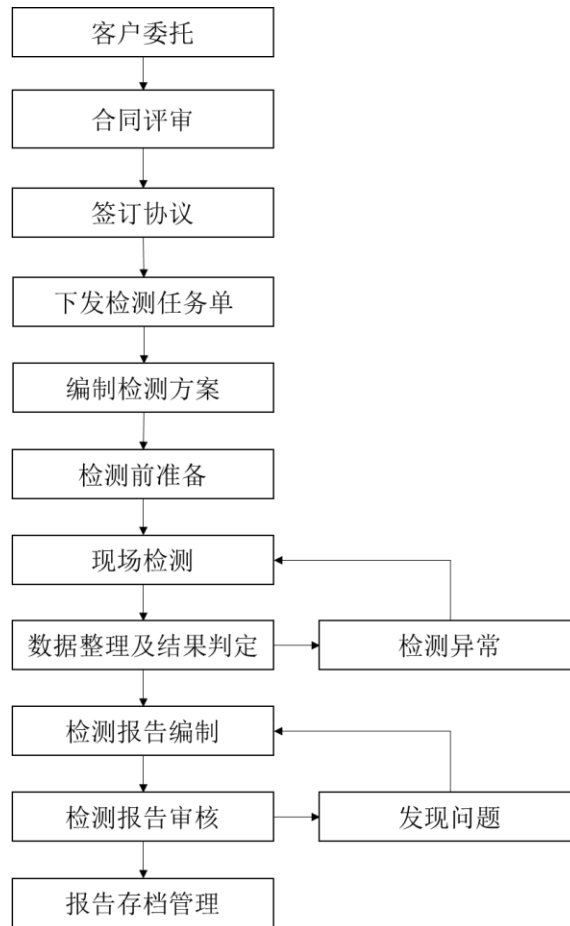 客户委托
合同评审
签订协议
下发检测任务单
编制检测方案
检测前准备
现场检测
数据整理及结果判定
检测异常
检测报告编制
检测报告审核
发现问题
报告存档管理